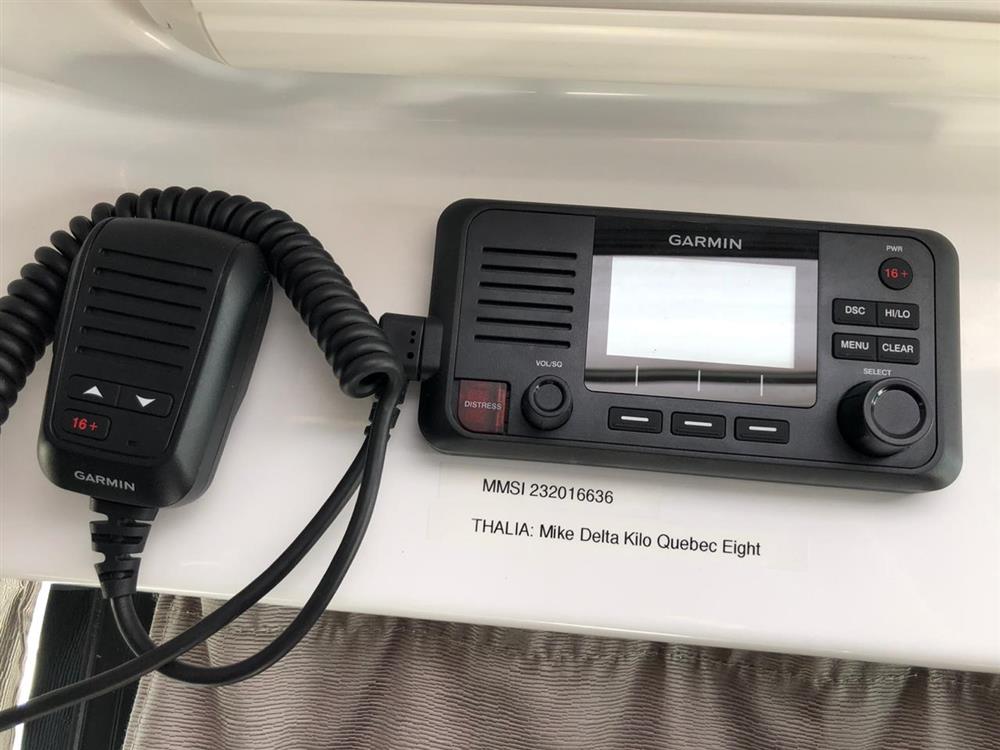 GARMIN
PWR
16+
DSC
HI/LO
MENU
CLEAR
VOL/SQ
SELECT
DISTRESS
16+
GARMIN
MMSI 232016636
THALIA: Mike Delta Kilo Quebec Eight